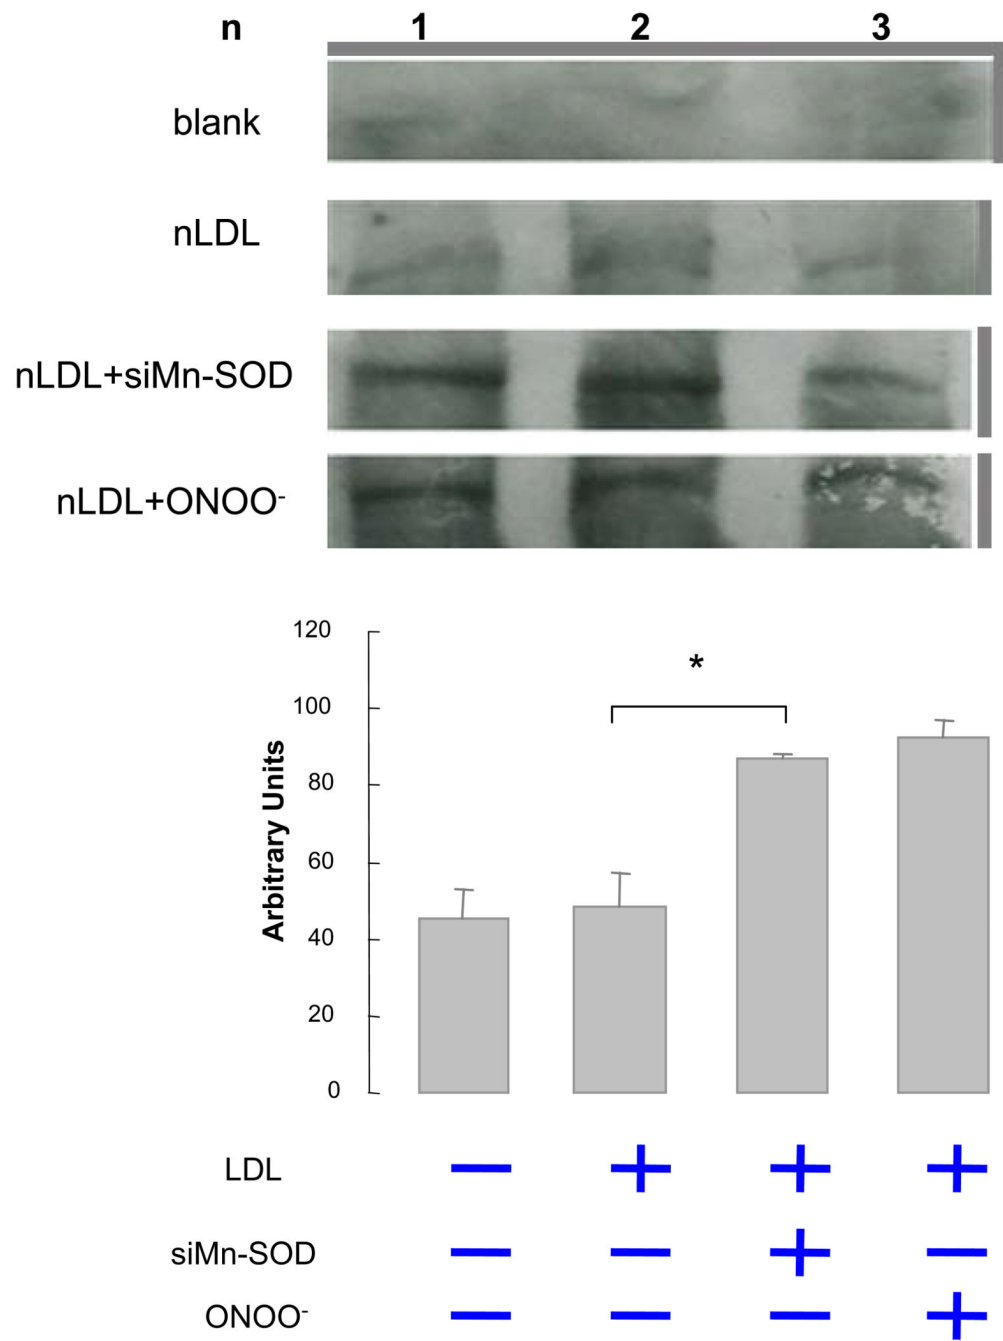 n 1 2 3
blank
nLDL
nLDL+siMn-SOD
nLDL+ONOO⁻
120
*
100
80
60
40
20
0
Arbitrary Units
LDL — + + +
siMn-SOD — — + —
ONOO⁻ — — — +